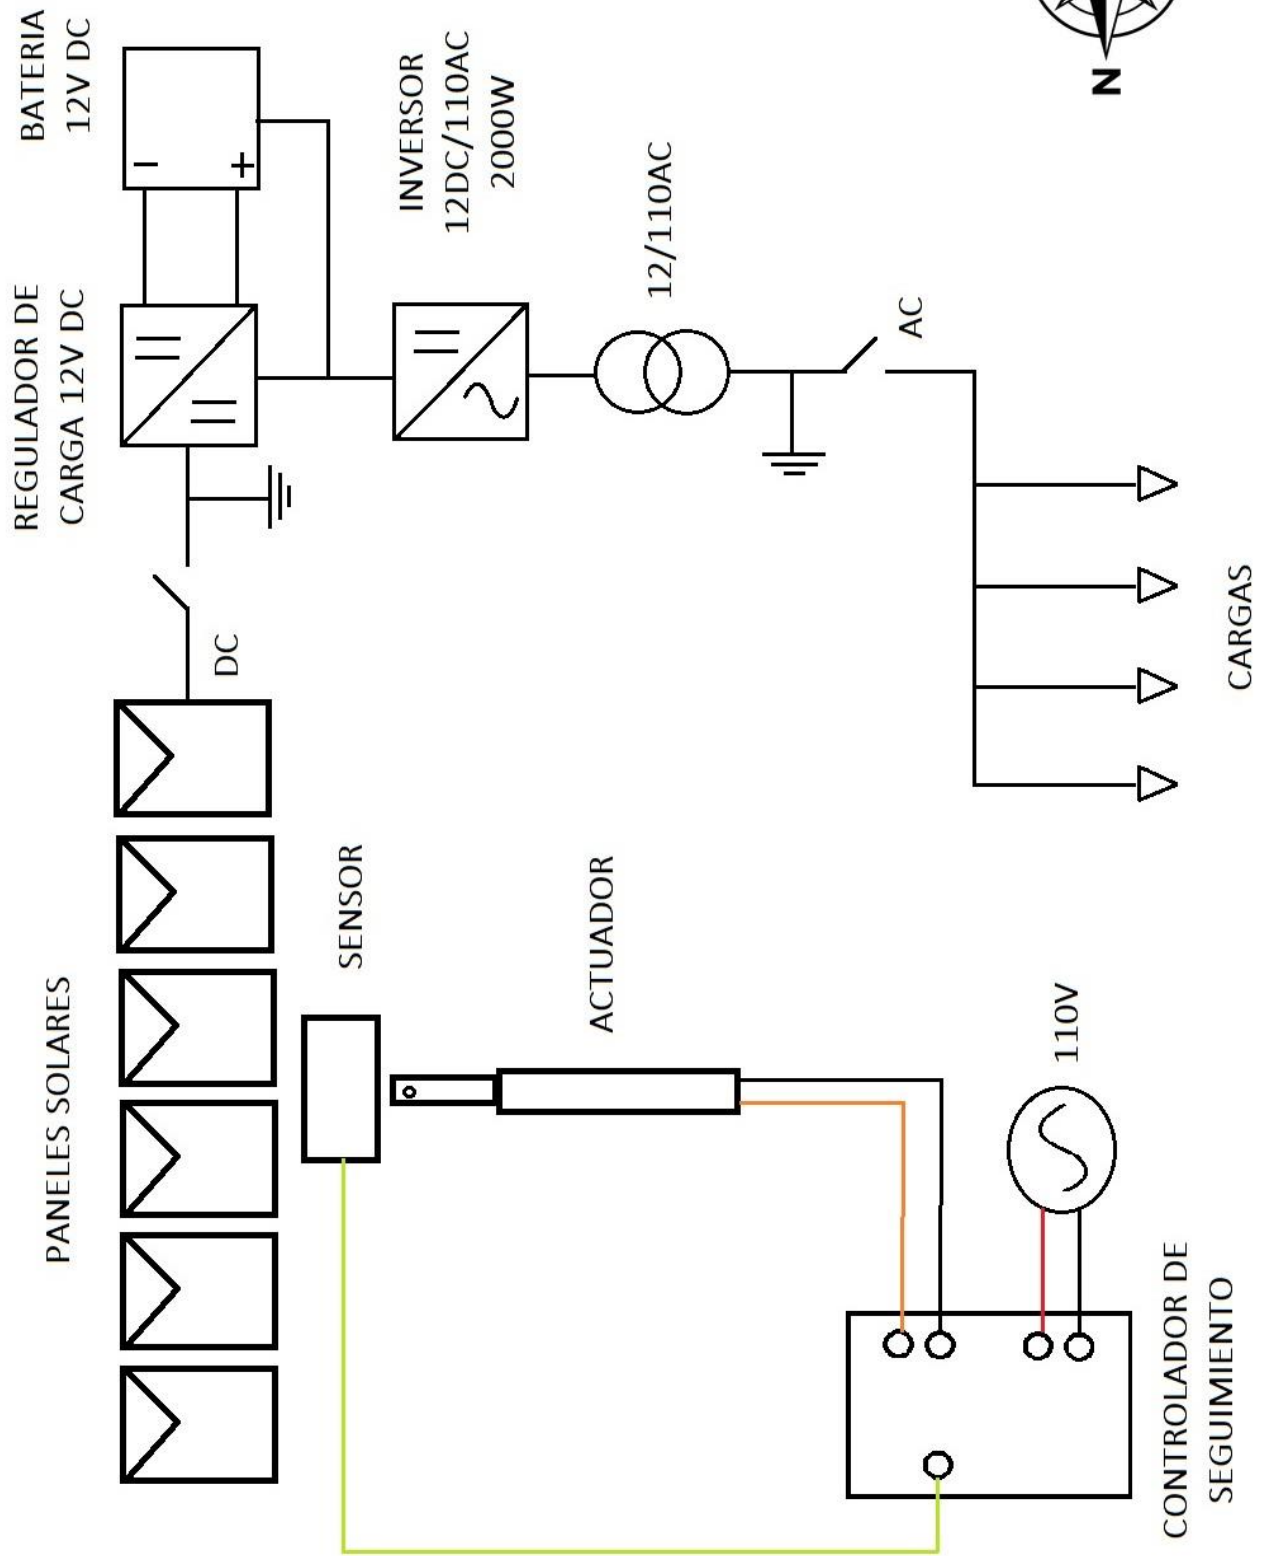 PANELES SOLARES
REGULADOR DE
CARGA 12V DC
BATERIA
12V DC
−
+
DC
INVERSOR
12DC/110AC
2000W
12/110AC
AC
SENSOR
ACTUADOR
110V
CONTROLADOR DE
SEGUIMIENTO
CARGAS
N